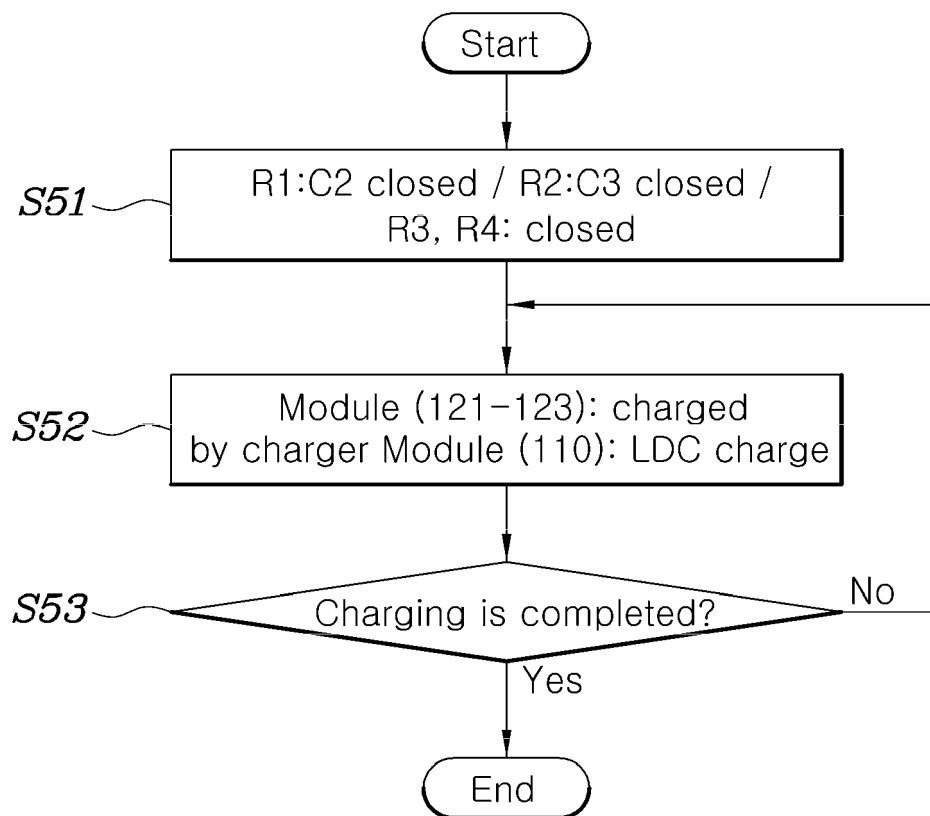 Start
S51
R1:C2 closed / R2:C3 closed /
R3, R4: closed
S52
Module (121-123): charged
by charger Module (110): LDC charge
S53
Charging is completed?
No
Yes
End